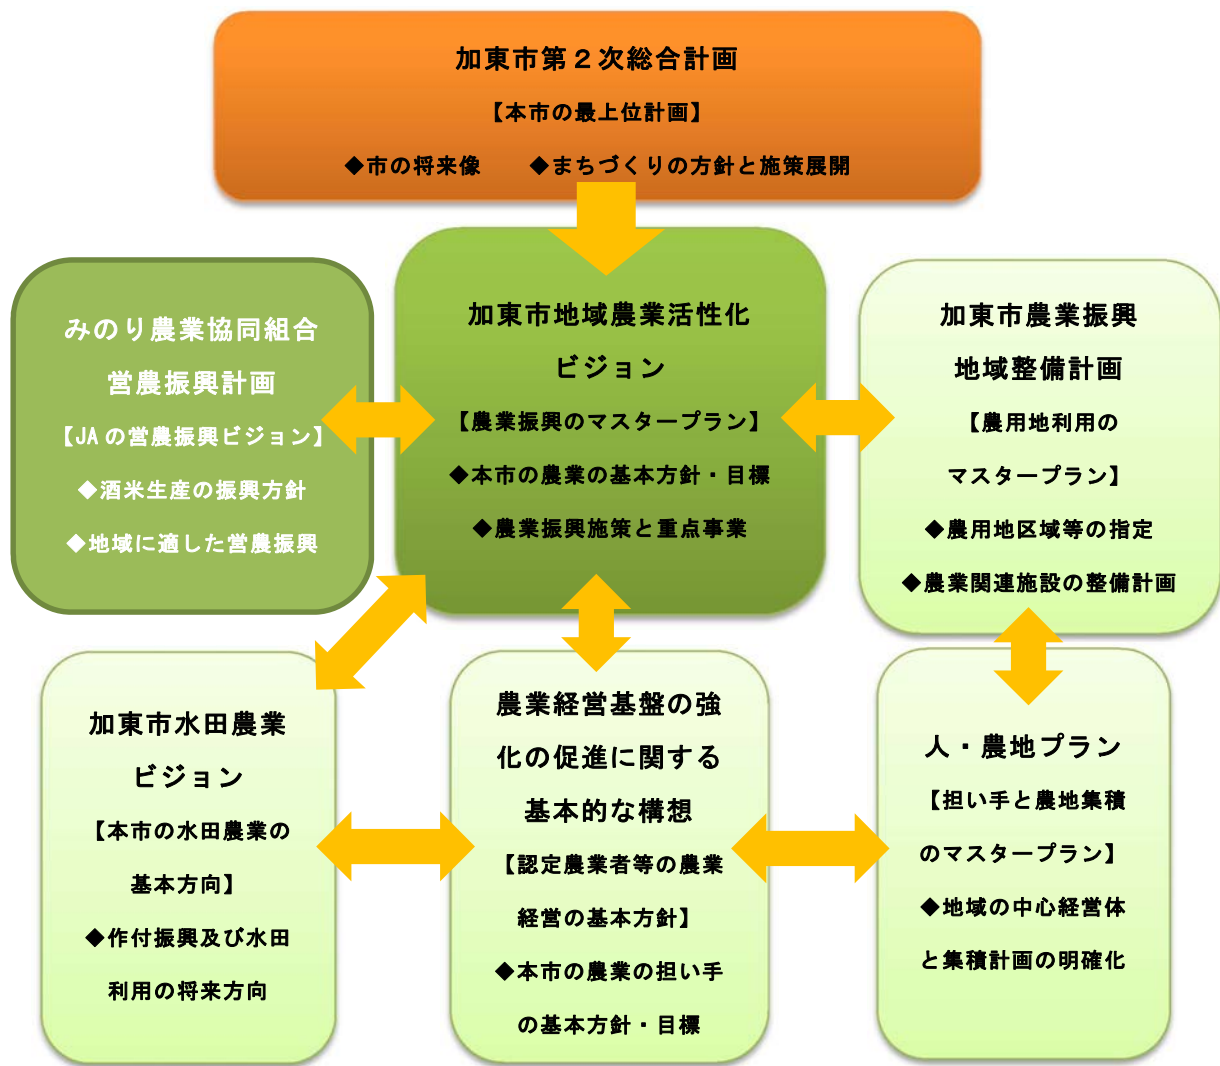 加東市第２次総合計画
【本市の最上位計画】
◆市の将来像　◆まちづくりの方針と施策展開
みのり農業協同組合
営農振興計画
【JAの営農振興ビジョン】
◆酒米生産の振興方針
◆地域に適した営農振興
加東市地域農業活性化
ビジョン
【農業振興のマスタープラン】
◆本市の農業の基本方針・目標
◆農業振興施策と重点事業
加東市農業振興
地域整備計画
【農用地利用の
マスタープラン】
◆農用地区域等の指定
◆農業関連施設の整備計画
加東市水田農業
ビジョン
【本市の水田農業の
基本方向】
◆作付振興及び水田
利用の将来方向
農業経営基盤の強
化の促進に関する
基本的な構想
【認定農業者等の農業
経営の基本方針】
◆本市の農業の担い手
の基本方針・目標
人・農地プラン
【担い手と農地集積
のマスタープラン】
◆地域の中心経営体
と集積計画の明確化